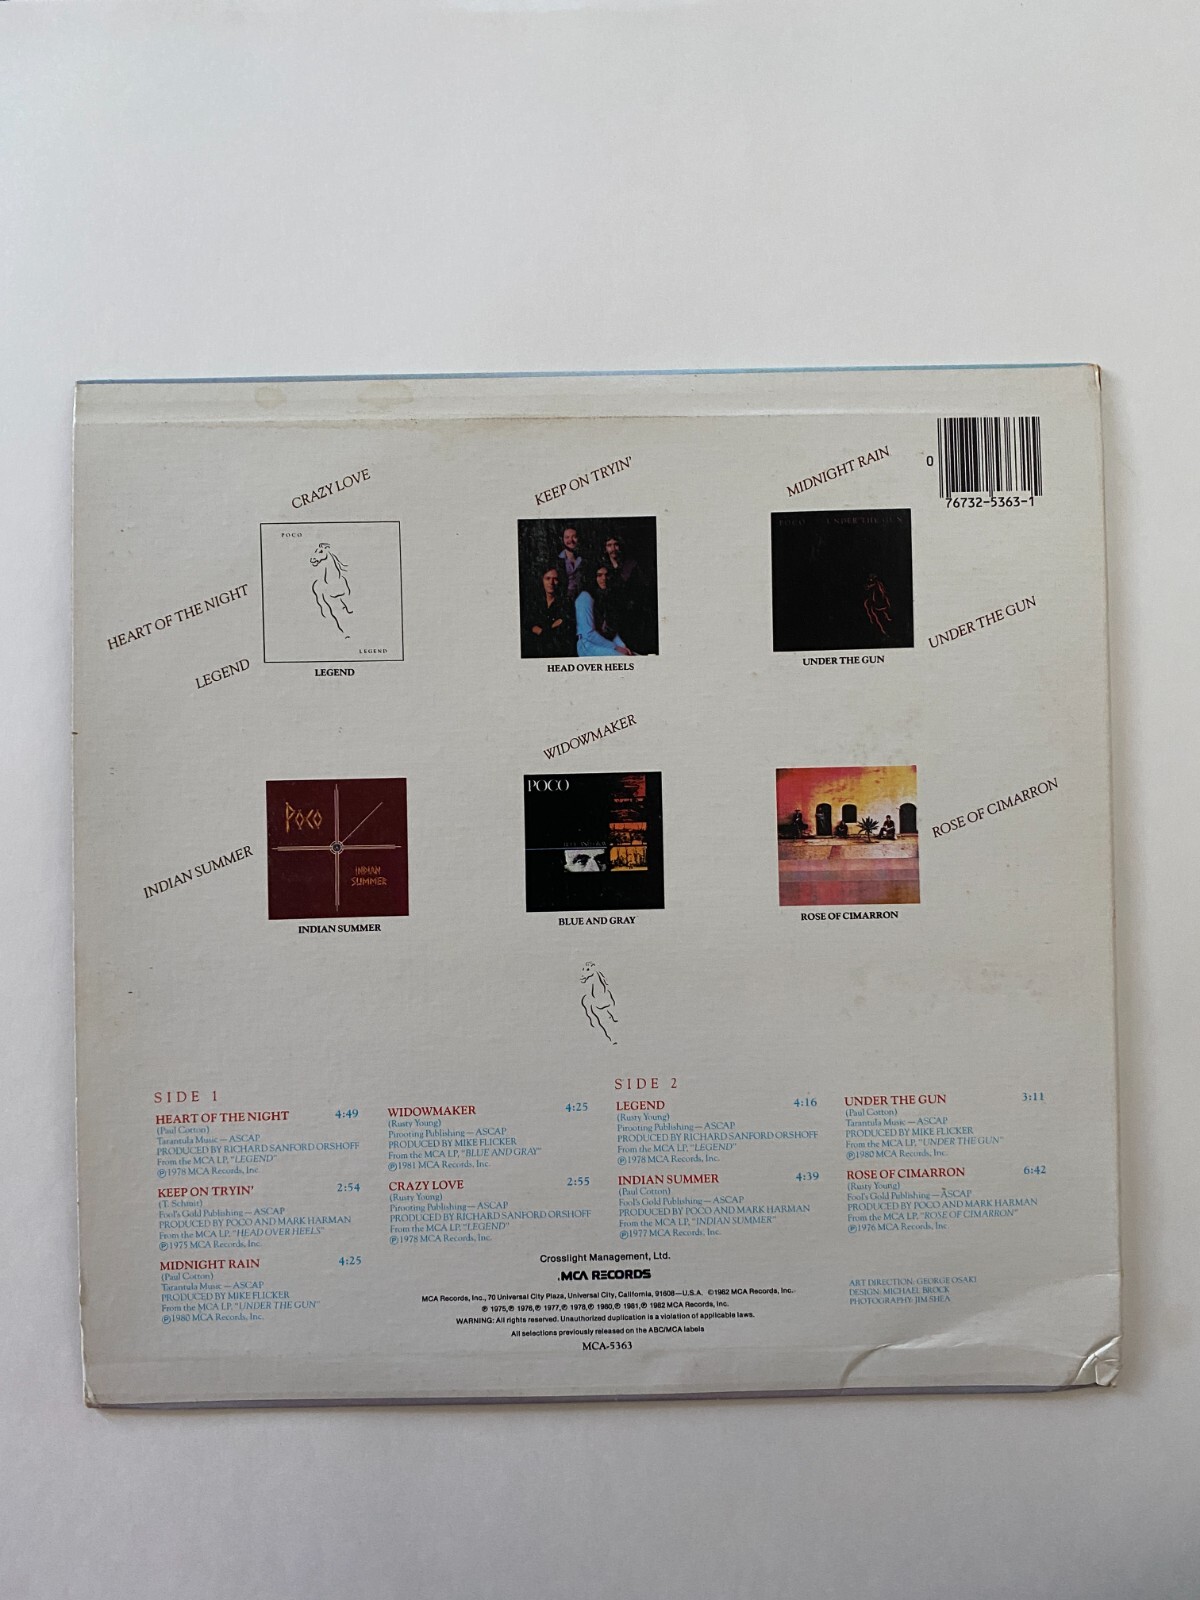 0
76732-5363-1
CRAZY LOVE
KEEP ON TRYIN'
MIDNIGHT RAIN
POCO
LEGEND
POCO UNDER THE GUN
HEART OF THE NIGHT
LEGEND
UNDER THE GUN
LEGEND
HEAD OVER HEELS
UNDER THE GUN
WIDOWMAKER
POCO
INDIAN
SUMMER
POCO
INDIAN SUMMER
ROSE OF CIMARRON
INDIAN SUMMER
BLUE AND GRAY
ROSE OF CIMARRON
SIDE 1
HEART OF THE NIGHT 4:49
(Paul Cotton)
Tarantula Music—ASCAP
PRODUCED BY RICHARD SANFORD ORSHOFF
From the MCA LP, "LEGEND"
℗1978 MCA Records, Inc.
KEEP ON TRYIN' 2:54
(T. Schmit)
Fool's Gold Publishing—ASCAP
PRODUCED BY POCO AND MARK HARMAN
From the MCA LP, "HEAD OVER HEELS"
℗1975 MCA Records, Inc.
MIDNIGHT RAIN 4:25
(Paul Cotton)
Tarantula Music—ASCAP
PRODUCED BY MIKE FLICKER
From the MCA LP, "UNDER THE GUN"
℗1980 MCA Records, Inc.
WIDOWMAKER 4:25
(Rusty Young)
Pirooting Publishing—ASCAP
PRODUCED BY MIKE FLICKER
From the MCA LP, "BLUE AND GRAY"
℗1981 MCA Records, Inc.
CRAZY LOVE 2:55
(Rusty Young)
Pirooting Publishing—ASCAP
PRODUCED BY RICHARD SANFORD ORSHOFF
From the MCA LP, "LEGEND"
℗1978 MCA Records, Inc.
SIDE 2
LEGEND 4:16
(Rusty Young)
Pirooting Publishing—ASCAP
PRODUCED BY RICHARD SANFORD ORSHOFF
From the MCA LP, "LEGEND"
℗1978 MCA Records, Inc.
INDIAN SUMMER 4:39
(Paul Cotton)
Fool's Gold Publishing—ASCAP
PRODUCED BY POCO AND MARK HARMAN
From the MCA LP, "INDIAN SUMMER"
℗1977 MCA Records, Inc.
UNDER THE GUN 3:11
(Paul Cotton)
Tarantula Music—ASCAP
PRODUCED BY MIKE FLICKER
From the MCA LP, "UNDER THE GUN"
℗1980 MCA Records, Inc.
ROSE OF CIMARRON 6:42
(Rusty Young)
Fool's Gold Publishing—ASCAP
PRODUCED BY POCO AND MARK HARMAN
From the MCA LP, "ROSE OF CIMARRON"
℗1976 MCA Records, Inc.
Crosslight Management, Ltd.
MCA RECORDS
MCA Records, Inc., 70 Universal City Plaza, Universal City, California, 91608—U.S.A. ©1982 MCA Records, Inc.
℗ 1975,℗ 1976,℗ 1977,℗ 1978,℗ 1980,℗ 1981,℗ 1982 MCA Records, Inc.
WARNING: All rights reserved. Unauthorized duplication is a violation of applicable laws.
All selections previously released on the ABC/MCA labels
MCA-5363
ART DIRECTION: GEORGE OSAKI
DESIGN: MICHAEL BROCK
PHOTOGRAPHY: JIM SHEA